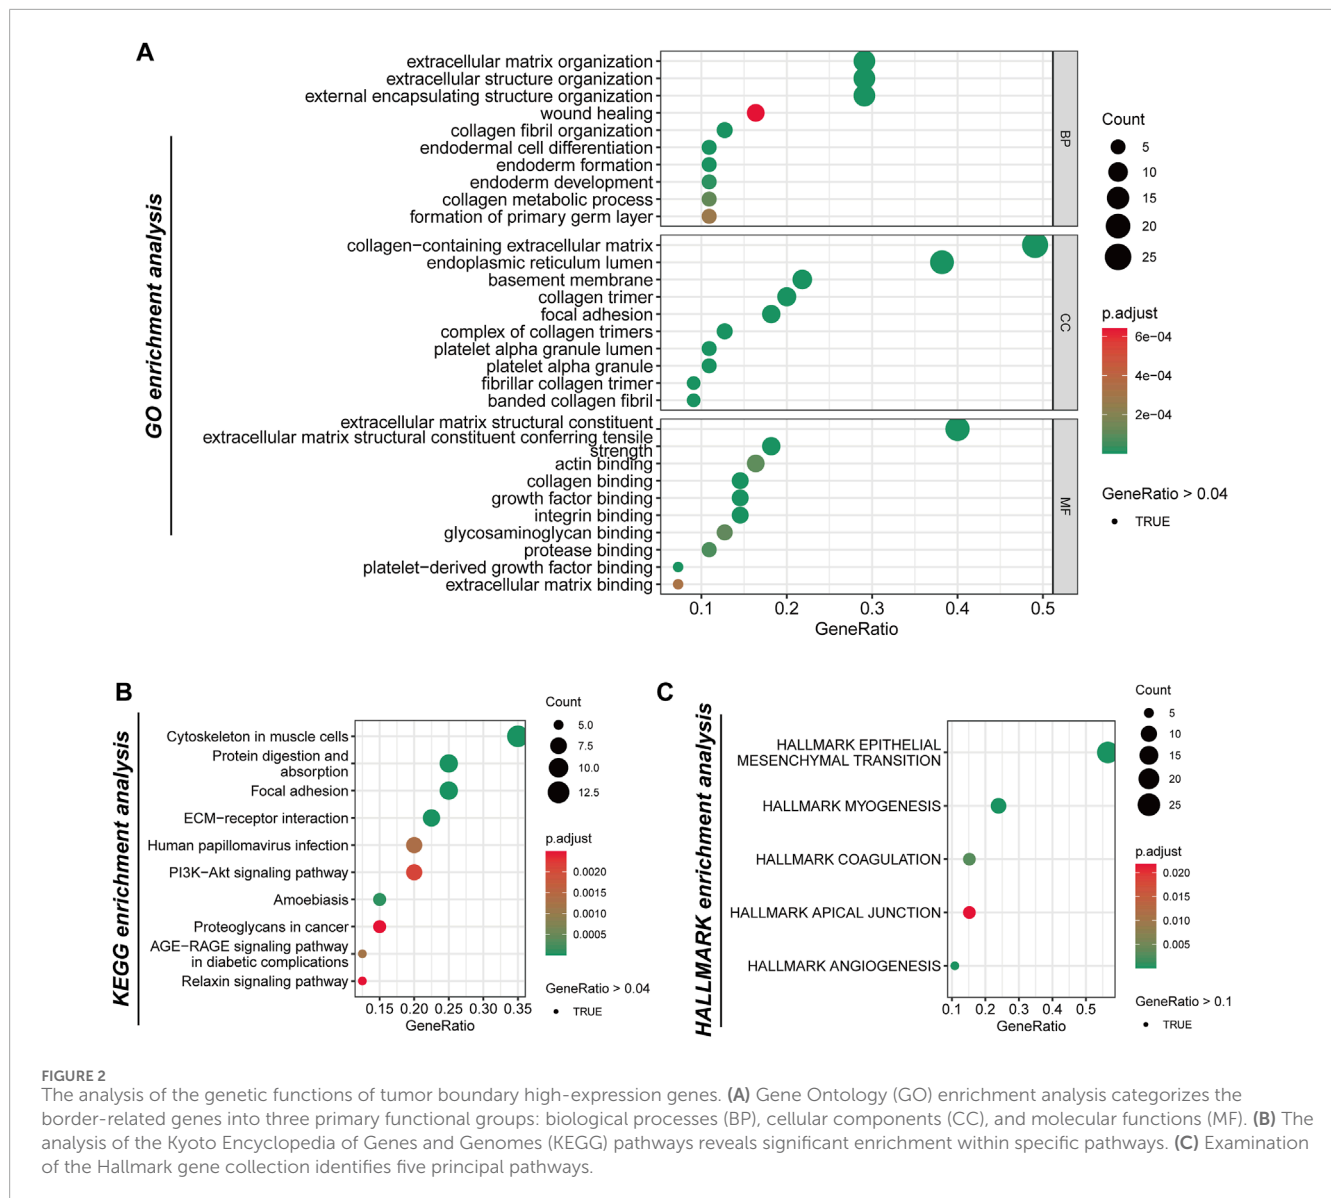 A
GO enrichment analysis
extracellular matrix organization
extracellular structure organization
external encapsulating structure organization
wound healing
collagen fibril organization
endodermal cell differentiation
endoderm formation
endoderm development
collagen metabolic process
formation of primary germ layer
BP
collagen−containing extracellular matrix
endoplasmic reticulum lumen
basement membrane
collagen trimer
focal adhesion
complex of collagen trimers
platelet alpha granule lumen
platelet alpha granule
fibrillar collagen trimer
banded collagen fibril
CC
extracellular matrix structural constituent
extracellular matrix structural constituent conferring tensile
strength
actin binding
collagen binding
growth factor binding
integrin binding
glycosaminoglycan binding
protease binding
platelet−derived growth factor binding
extracellular matrix binding
MF
0.1 0.2 0.3 0.4 0.5
GeneRatio
Count
5
10
15
20
25
p.adjust
6e−04
4e−04
2e−04
GeneRatio > 0.04
TRUE
B
KEGG enrichment analysis
Cytoskeleton in muscle cells
Protein digestion and
absorption
Focal adhesion
ECM−receptor interaction
Human papillomavirus infection
PI3K−Akt signaling pathway
Amoebiasis
Proteoglycans in cancer
AGE−RAGE signaling pathway
in diabetic complications
Relaxin signaling pathway
0.15 0.20 0.25 0.30 0.35
GeneRatio
Count
5.0
7.5
10.0
12.5
p.adjust
0.0020
0.0015
0.0010
0.0005
GeneRatio > 0.04
TRUE
C
HALLMARK enrichment analysis
HALLMARK EPITHELIAL
MESENCHYMAL TRANSITION
HALLMARK MYOGENESIS
HALLMARK COAGULATION
HALLMARK APICAL JUNCTION
HALLMARK ANGIOGENESIS
0.1 0.2 0.3 0.4 0.5
GeneRatio
Count
5
10
15
20
25
p.adjust
0.020
0.015
0.010
0.005
GeneRatio > 0.1
TRUE
FIGURE 2
The analysis of the genetic functions of tumor boundary high-expression genes. (A) Gene Ontology (GO) enrichment analysis categorizes the
border-related genes into three primary functional groups: biological processes (BP), cellular components (CC), and molecular functions (MF). (B) The
analysis of the Kyoto Encyclopedia of Genes and Genomes (KEGG) pathways reveals significant enrichment within specific pathways. (C) Examination
of the Hallmark gene collection identifies five principal pathways.